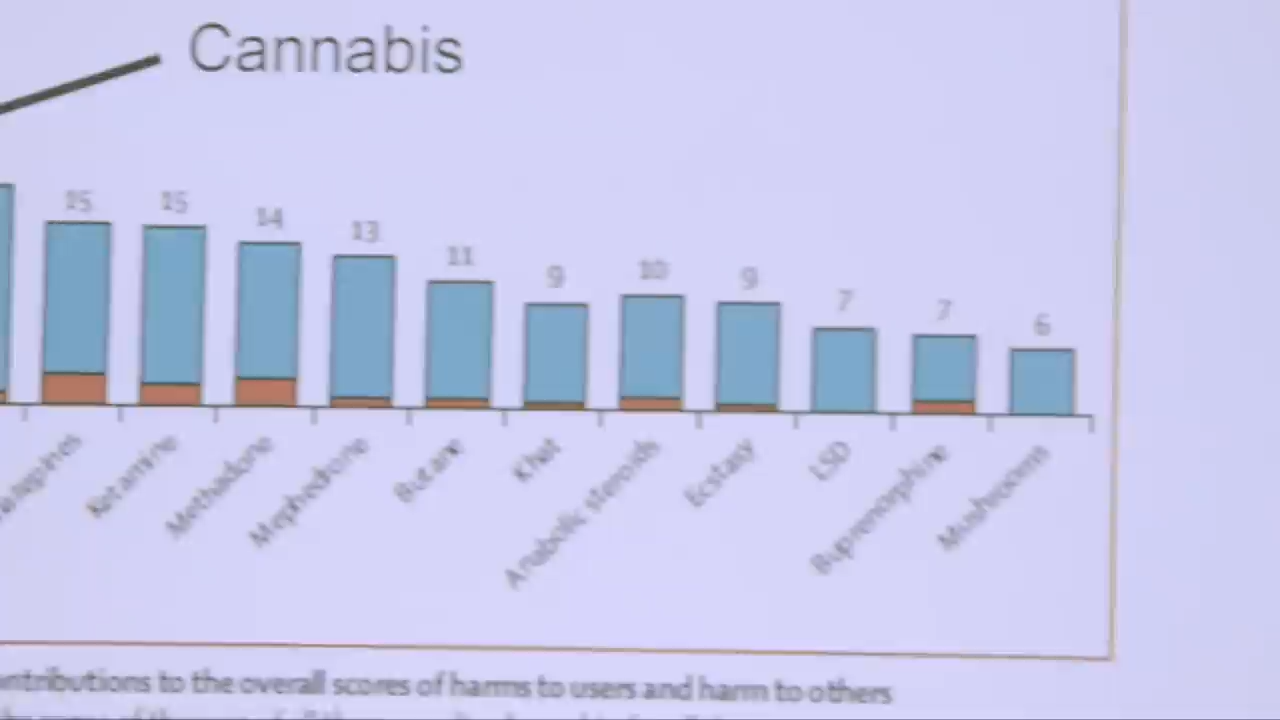 Cannabis
15 15 14 13 11 9 10 9 7 7 6
Ketamine
Methadone
Mephedrone
Butane
Khat
Anabolic steroids
Ecstasy
LSD
Buprenorphine
Mushrooms
to the overall scores of harms to users and harm to others